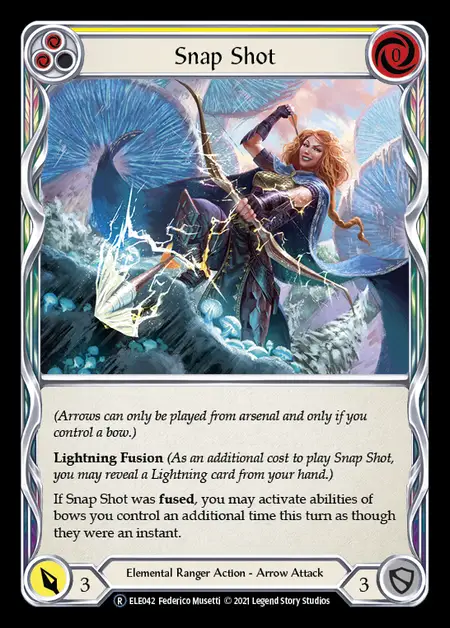 Snap Shot
0
(Arrows can only be played from arsenal and only if you
control a bow.)
Lightning Fusion (As an additional cost to play Snap Shot,
you may reveal a Lightning card from your hand.)
If Snap Shot was fused, you may activate abilities of
bows you control an additional time this turn as though
they were an instant.
3
Elemental Ranger Action - Arrow Attack
3
R ELE042 Federico Musetti © 2021 Legend Story Studios